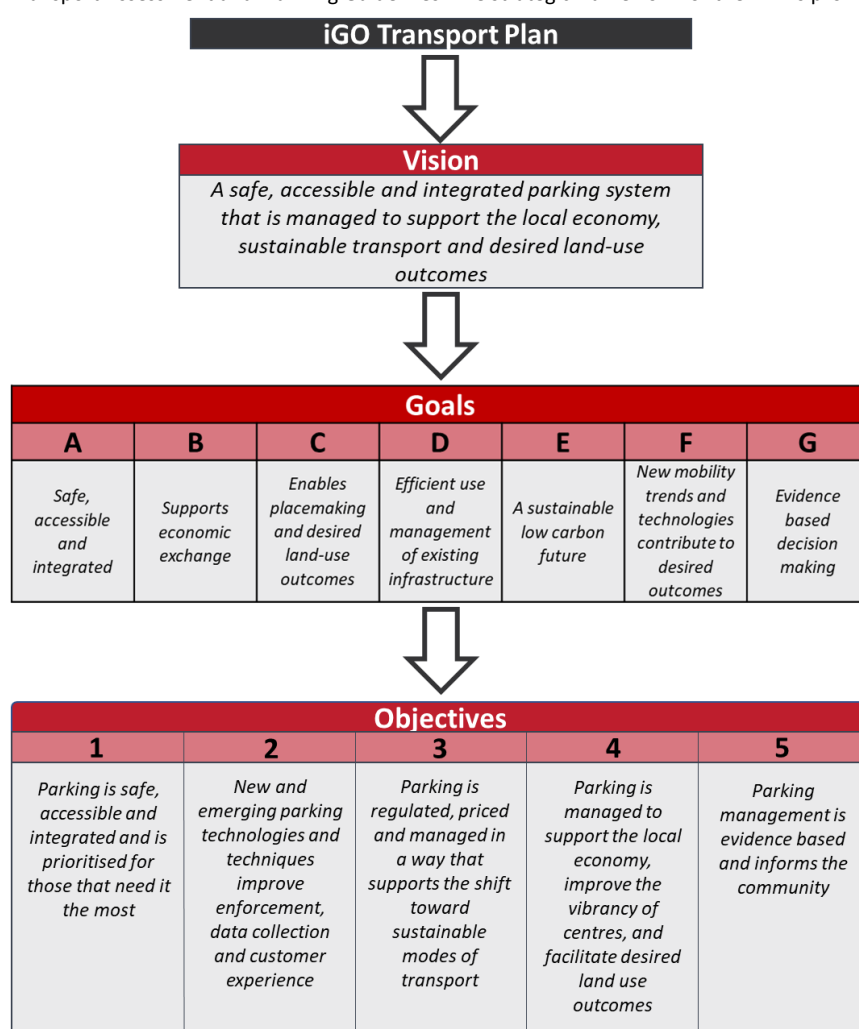 iGO Transport Plan
Vision
A safe, accessible and integrated parking system
that is managed to support the local economy,
sustainable transport and desired land-use
outcomes
Goals
A
B
C
D
E
F
G
Safe,
accessible
and
integrated
Supports
economic
exchange
Enables
placemaking
and desired
land-use
outcomes
Efficient use
and
management
of existing
infrastructure
A sustainable
low carbon
future
New mobility
trends and
technologies
contribute to
desired
outcomes
Evidence
based
decision
making
Objectives
1
2
3
4
5
Parking is safe,
accessible and
integrated and is
prioritised for
those that need it
the most
New and
emerging parking
technologies and
techniques
improve
enforcement,
data collection
and customer
experience
Parking is
regulated, priced
and managed in
a way that
supports the shift
toward
sustainable
modes of
transport
Parking is
managed to
support the local
economy,
improve the
vibrancy of
centres, and
facilitate desired
land use
outcomes
Parking
management is
evidence based
and informs the
community